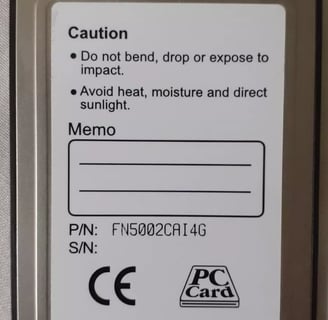 Caution
• Do not bend, drop or expose to
impact.
• Avoid heat, moisture and direct
sunlight.
Memo
P/N: FN5002CAI4G
S/N:
CE
PC
Card